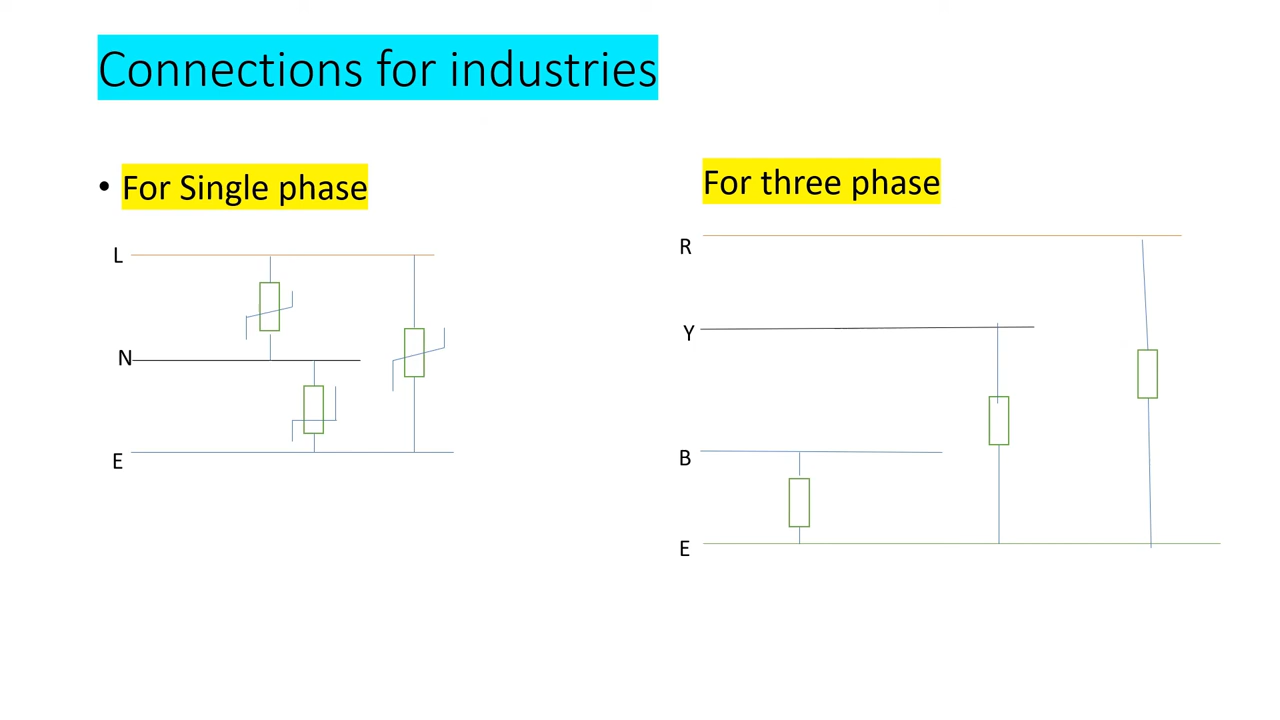 Connections for industries
• For Single phase
L
N
E
For three phase
R
Y
B
E